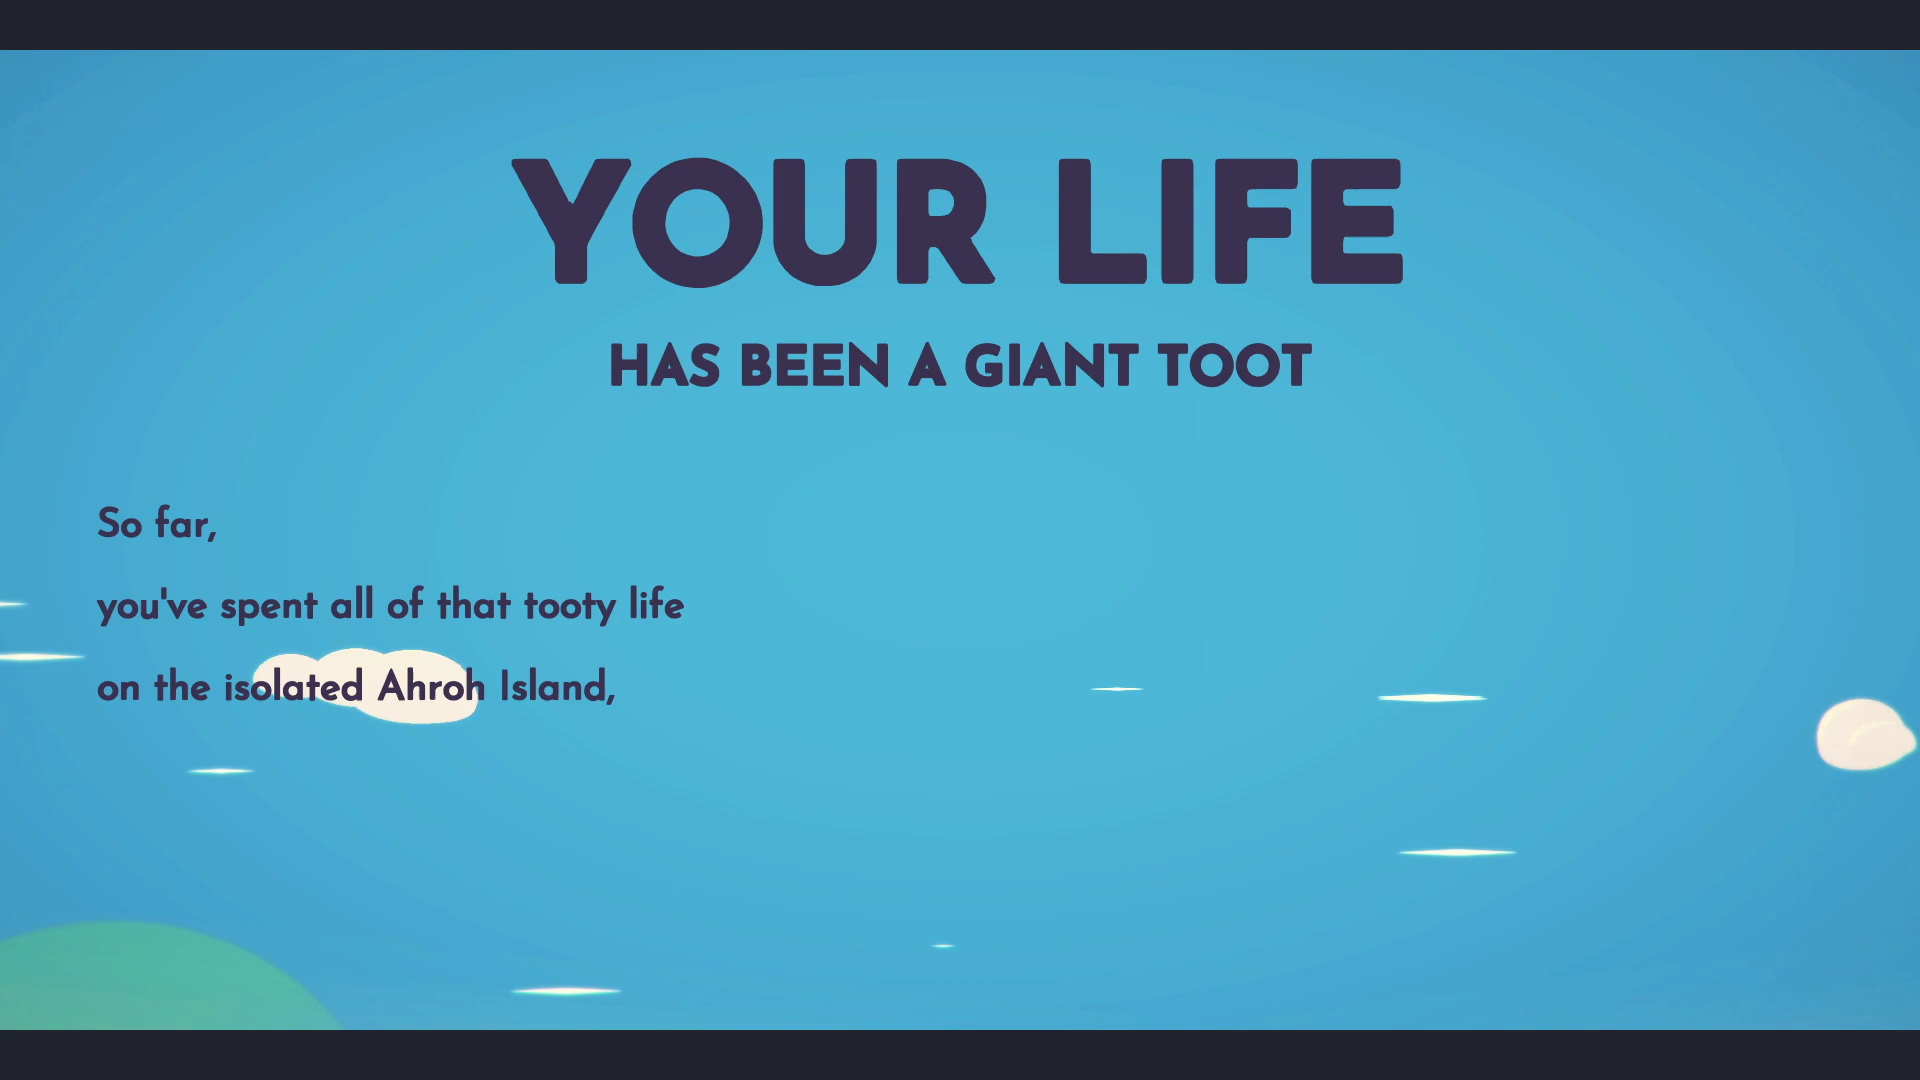 YOUR LIFE
HAS BEEN A GIANT TOOT
So far,
you've spent all of that tooty life
on the isolated Ahroh Island,